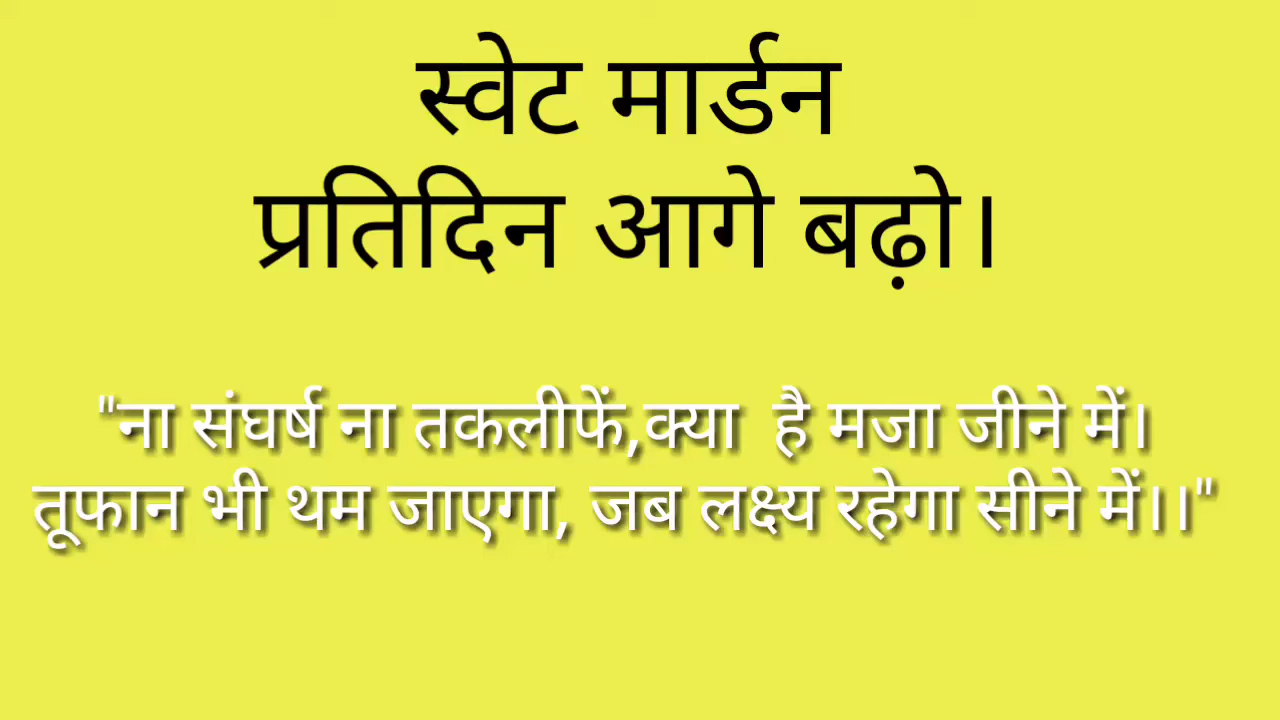 स्वेट मार्डन
प्रतिदिन आगे बढ़ो।
"ना संघर्ष ना तकलीफें,क्या  है मजा जीने में।
तूफान भी थम जाएगा, जब लक्ष्य रहेगा सीने में।।"